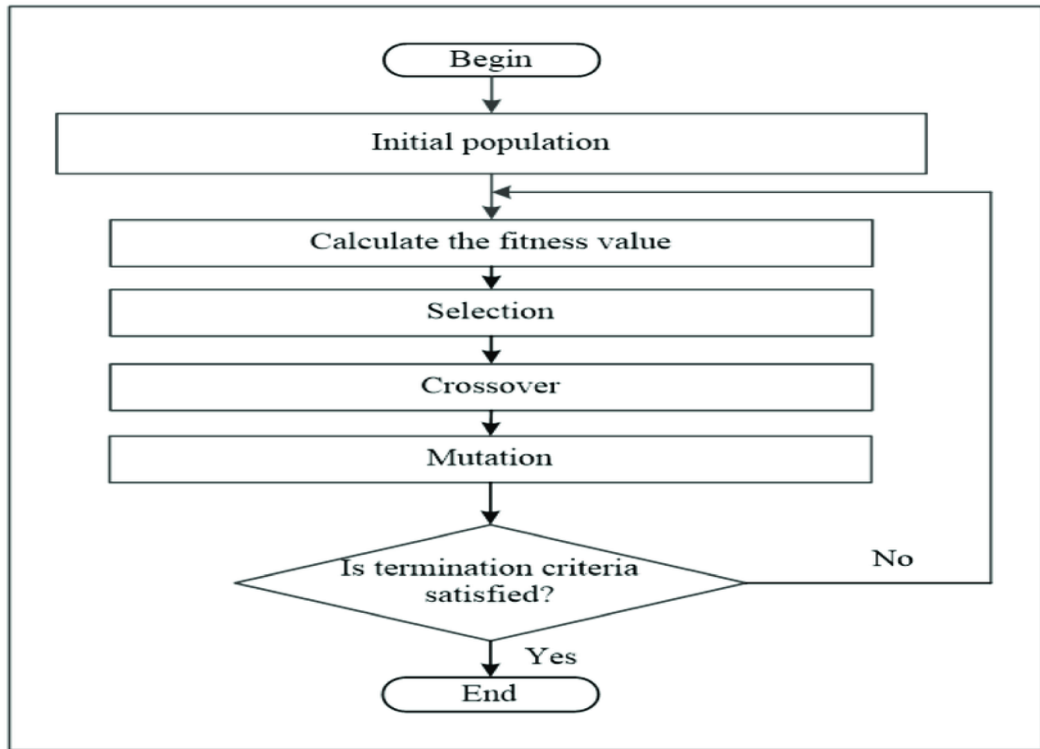 Begin
Initial population
Calculate the fitness value
Selection
Crossover
Mutation
Is termination criteria
satisfied?
No
Yes
End